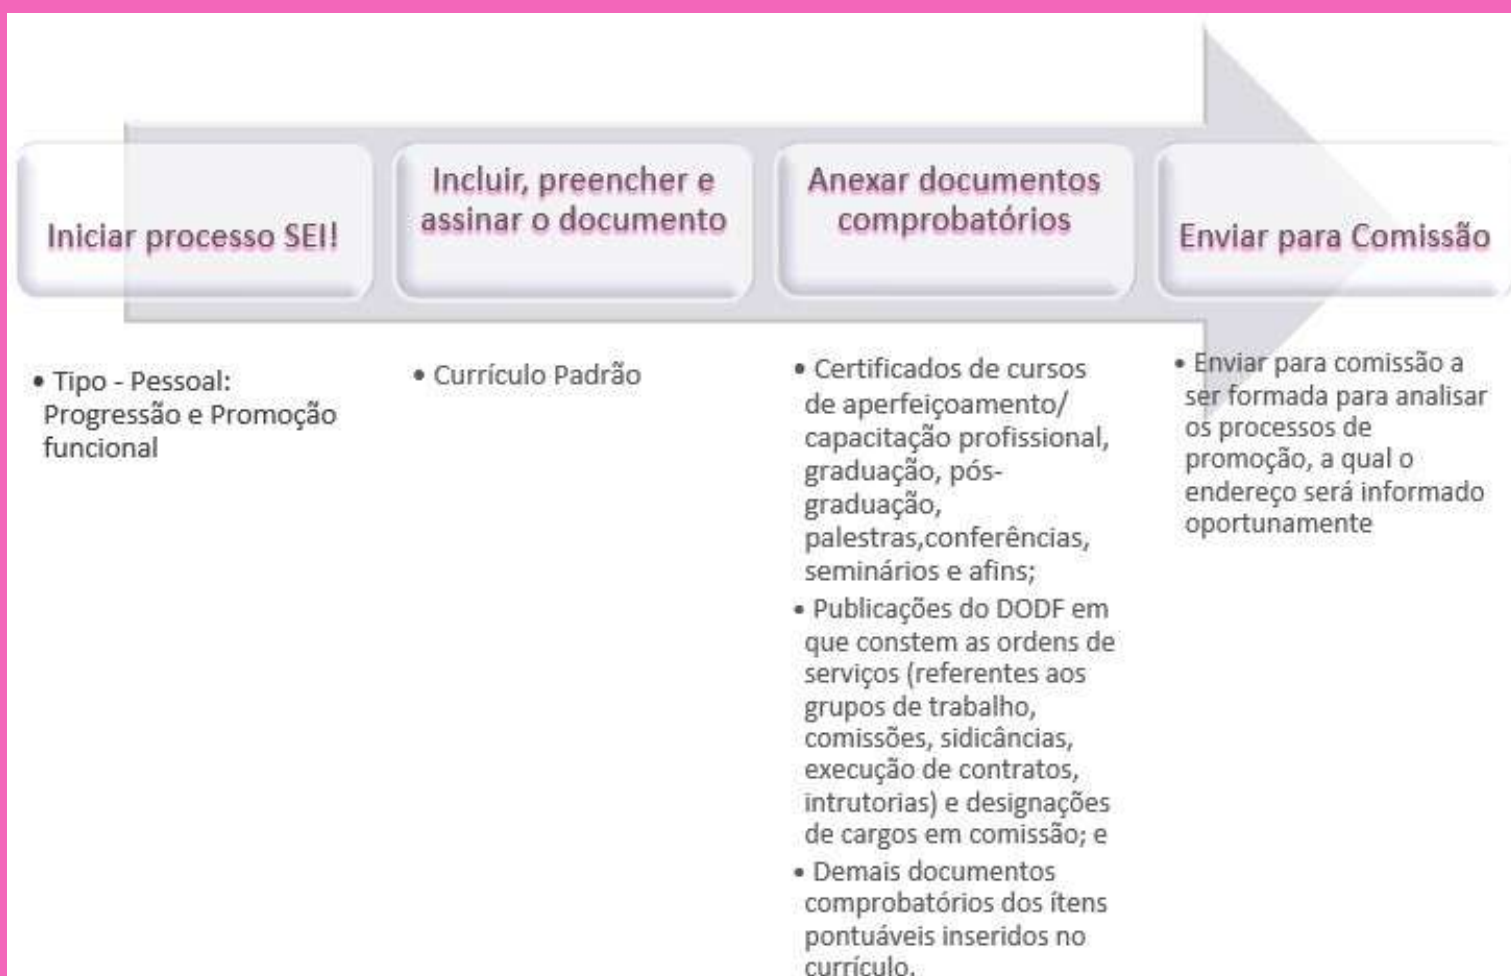 Iniciar processo SEI!
Incluir, preencher e
assinar o documento
Anexar documentos
comprobatórios
Enviar para Comissão
• Tipo - Pessoal:
Progressão e Promoção
funcional
• Currículo Padrão
• Certificados de cursos
de aperfeiçoamento/
capacitação profissional,
graduação, pós-
graduação,
palestras,conferências,
seminários e afins;
• Publicações do DODF em
que constem as ordens de
serviços (referentes aos
grupos de trabalho,
comissões, sidicâncias,
execução de contratos,
intrutorias) e designações
de cargos em comissão; e
• Demais documentos
comprobatórios dos ítens
pontuáveis inseridos no
currículo.
• Enviar para comissão a
ser formada para analisar
os processos de
promoção, a qual o
endereço será informado
oportunamente